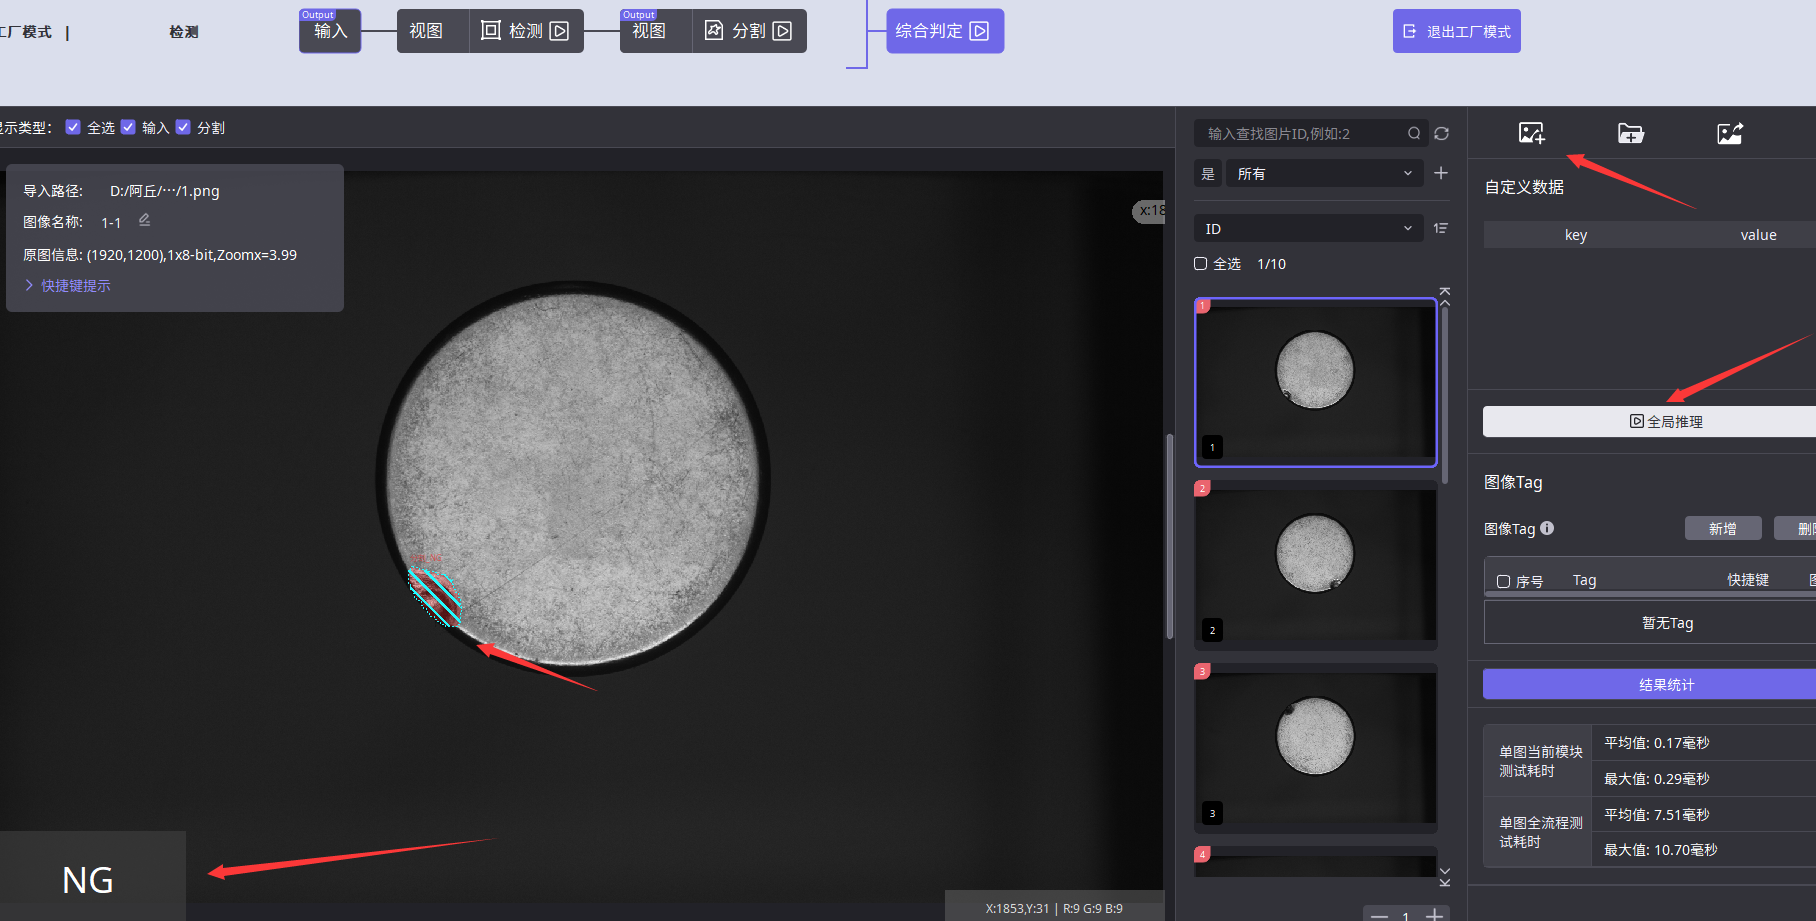 工厂模式 |
检测
Output
输入
视图
检测
Output
视图
分割
综合判定
退出工厂模式
显示类型:
全选
输入
分割
导入路径: D:/阿丘/···/1.png
图像名称: 1-1
原图信息: (1920,1200),1x8-bit,Zoomx=3.99
快捷键提示
x:18
NG
X:1853,Y:31 | R:9 G:9 B:9
输入查找图片ID,例如:2
是
所有
ID
全选 1/10
1
1
2
2
3
3
4
1
自定义数据
key value
全局推理
图像Tag
图像Tag
新增
序号 Tag 快捷键
暂无Tag
结果统计
单图当前模块
测试耗时
平均值: 0.17毫秒
最大值: 0.29毫秒
单图全流程测
试耗时
平均值: 7.51毫秒
最大值: 10.70毫秒